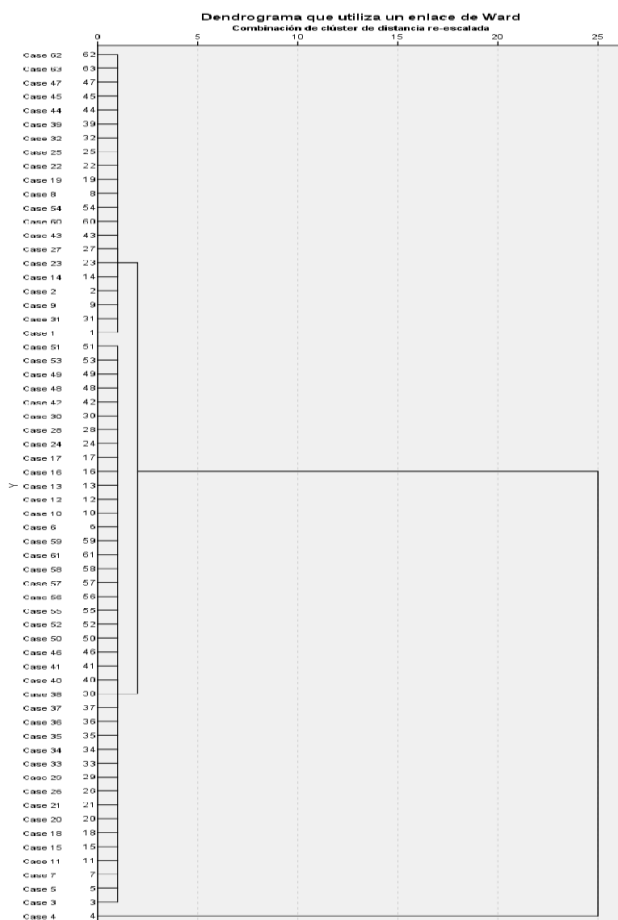 Dendrograma que utiliza un enlace de Ward
Combinación de clúster de distancia re-escalada
0 5 10 15 20 25
Case 62 62
Case 63 63
Case 47 47
Case 45 45
Case 44 44
Case 39 39
Case 32 32
Case 25 25
Case 22 22
Case 19 19
Case 8 8
Case 54 54
Case 60 60
Case 43 43
Case 27 27
Case 23 23
Case 14 14
Case 2 2
Case 9 9
Case 31 31
Case 1 1
Case 51 51
Case 53 53
Case 49 49
Case 48 48
Case 42 42
Case 30 30
Case 28 28
Case 24 24
Case 17 17
Case 16 16
Y
Case 13 13
Case 12 12
Case 10 10
Case 6 6
Case 59 59
Case 61 61
Case 58 58
Case 57 57
Case 56 56
Case 55 55
Case 52 52
Case 50 50
Case 46 46
Case 41 41
Case 40 40
Case 38 38
Case 37 37
Case 36 36
Case 35 35
Case 34 34
Case 33 33
Case 29 29
Case 26 26
Case 21 21
Case 20 20
Case 18 18
Case 15 15
Case 11 11
Case 7 7
Case 5 5
Case 3 3
Case 4 4